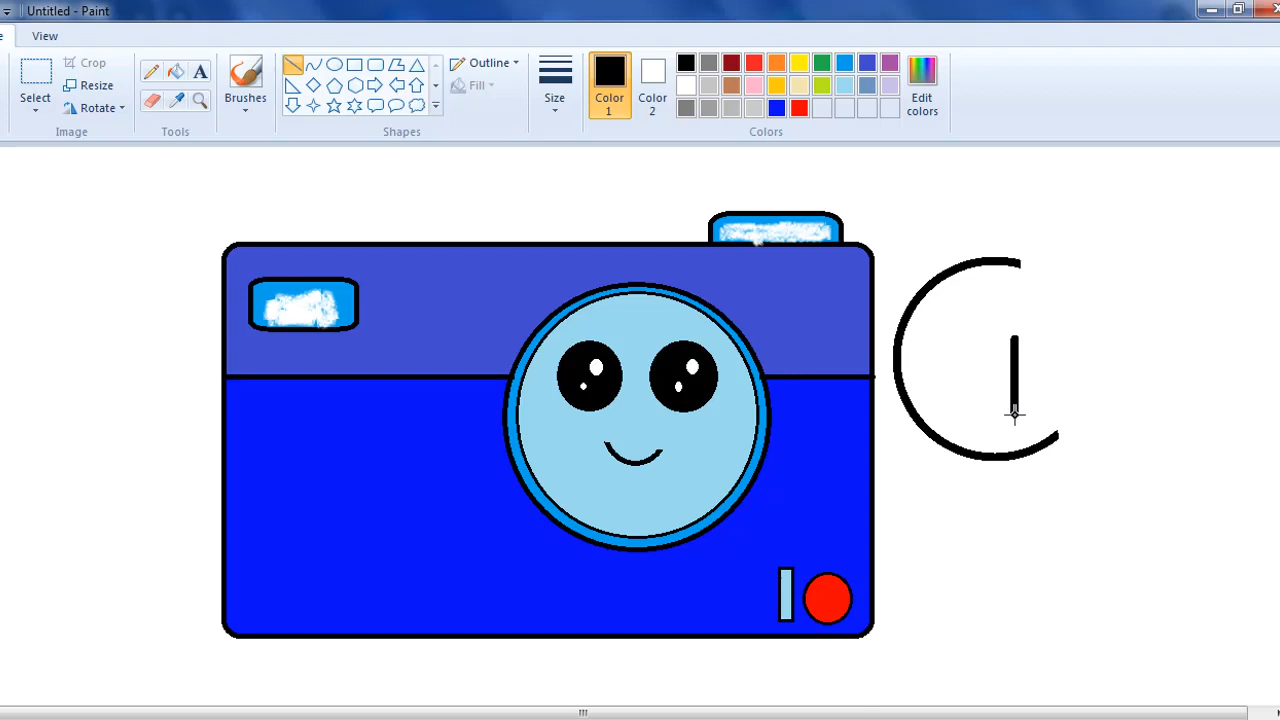 Untitled - Paint
View
Crop
Resize
Rotate
Select
Brushes
Outline
Fill
Size
Color 1
Color 2
Edit colors
Image
Tools
Shapes
Colors